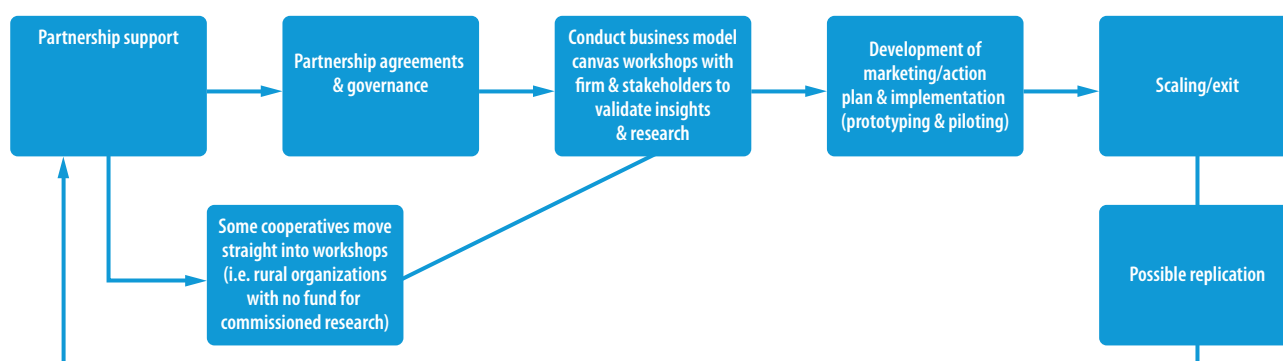 Partnership support
Partnership agreements
& governance
Conduct business model
canvas workshops with
firm & stakeholders to
validate insights
& research
Development of
marketing/action
plan & implementation
(prototyping & piloting)
Scaling/exit
Some cooperatives move
straight into workshops
(i.e. rural organizations
with no fund for
commissioned research)
Possible replication